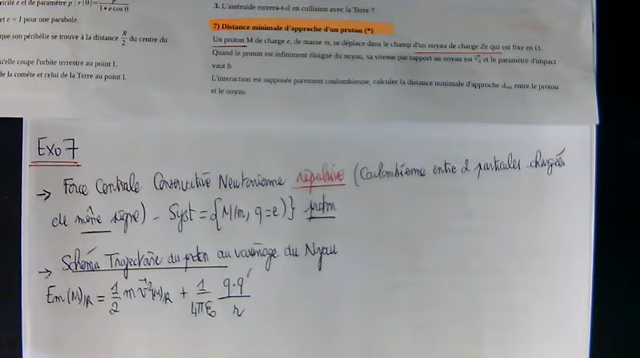 et de paramètre p
1+e cos θ
et e < 1 pour une parabole.
que son périhélie se trouve à la distance R/2 du centre du
qu'elle coupe l'orbite terrestre au point I.
de la comète et celui de la Terre au point I.
3. L'astéroïde entrera-t-il en collision avec la Terre ?
7) Distance minimale d'approche d'un proton (*)
Un proton M de charge e, de masse m, se déplace dans le champ d'un noyau de charge Ze qui est fixe en O.
Quand le proton est infiniment éloigné du noyau, sa vitesse par rapport au noyau est v₀ et le paramètre d'impact
vaut b.
L'interaction est supposée purement coulombienne, calculer la distance minimale d'approche dmin entre le proton
et le noyau.
Exo 7
→ Force Centrale Conservative Newtonienne répulsive (Coulombienne entre 2 particules chargées
de même signe) - Syst = {M(m, q=e)} proton
→ Schéma Trajectoire du proton au voisinage du Noyau
Em(M)/R = 1/2 m v²(M)/R + 1/4πε₀ q·q'/r